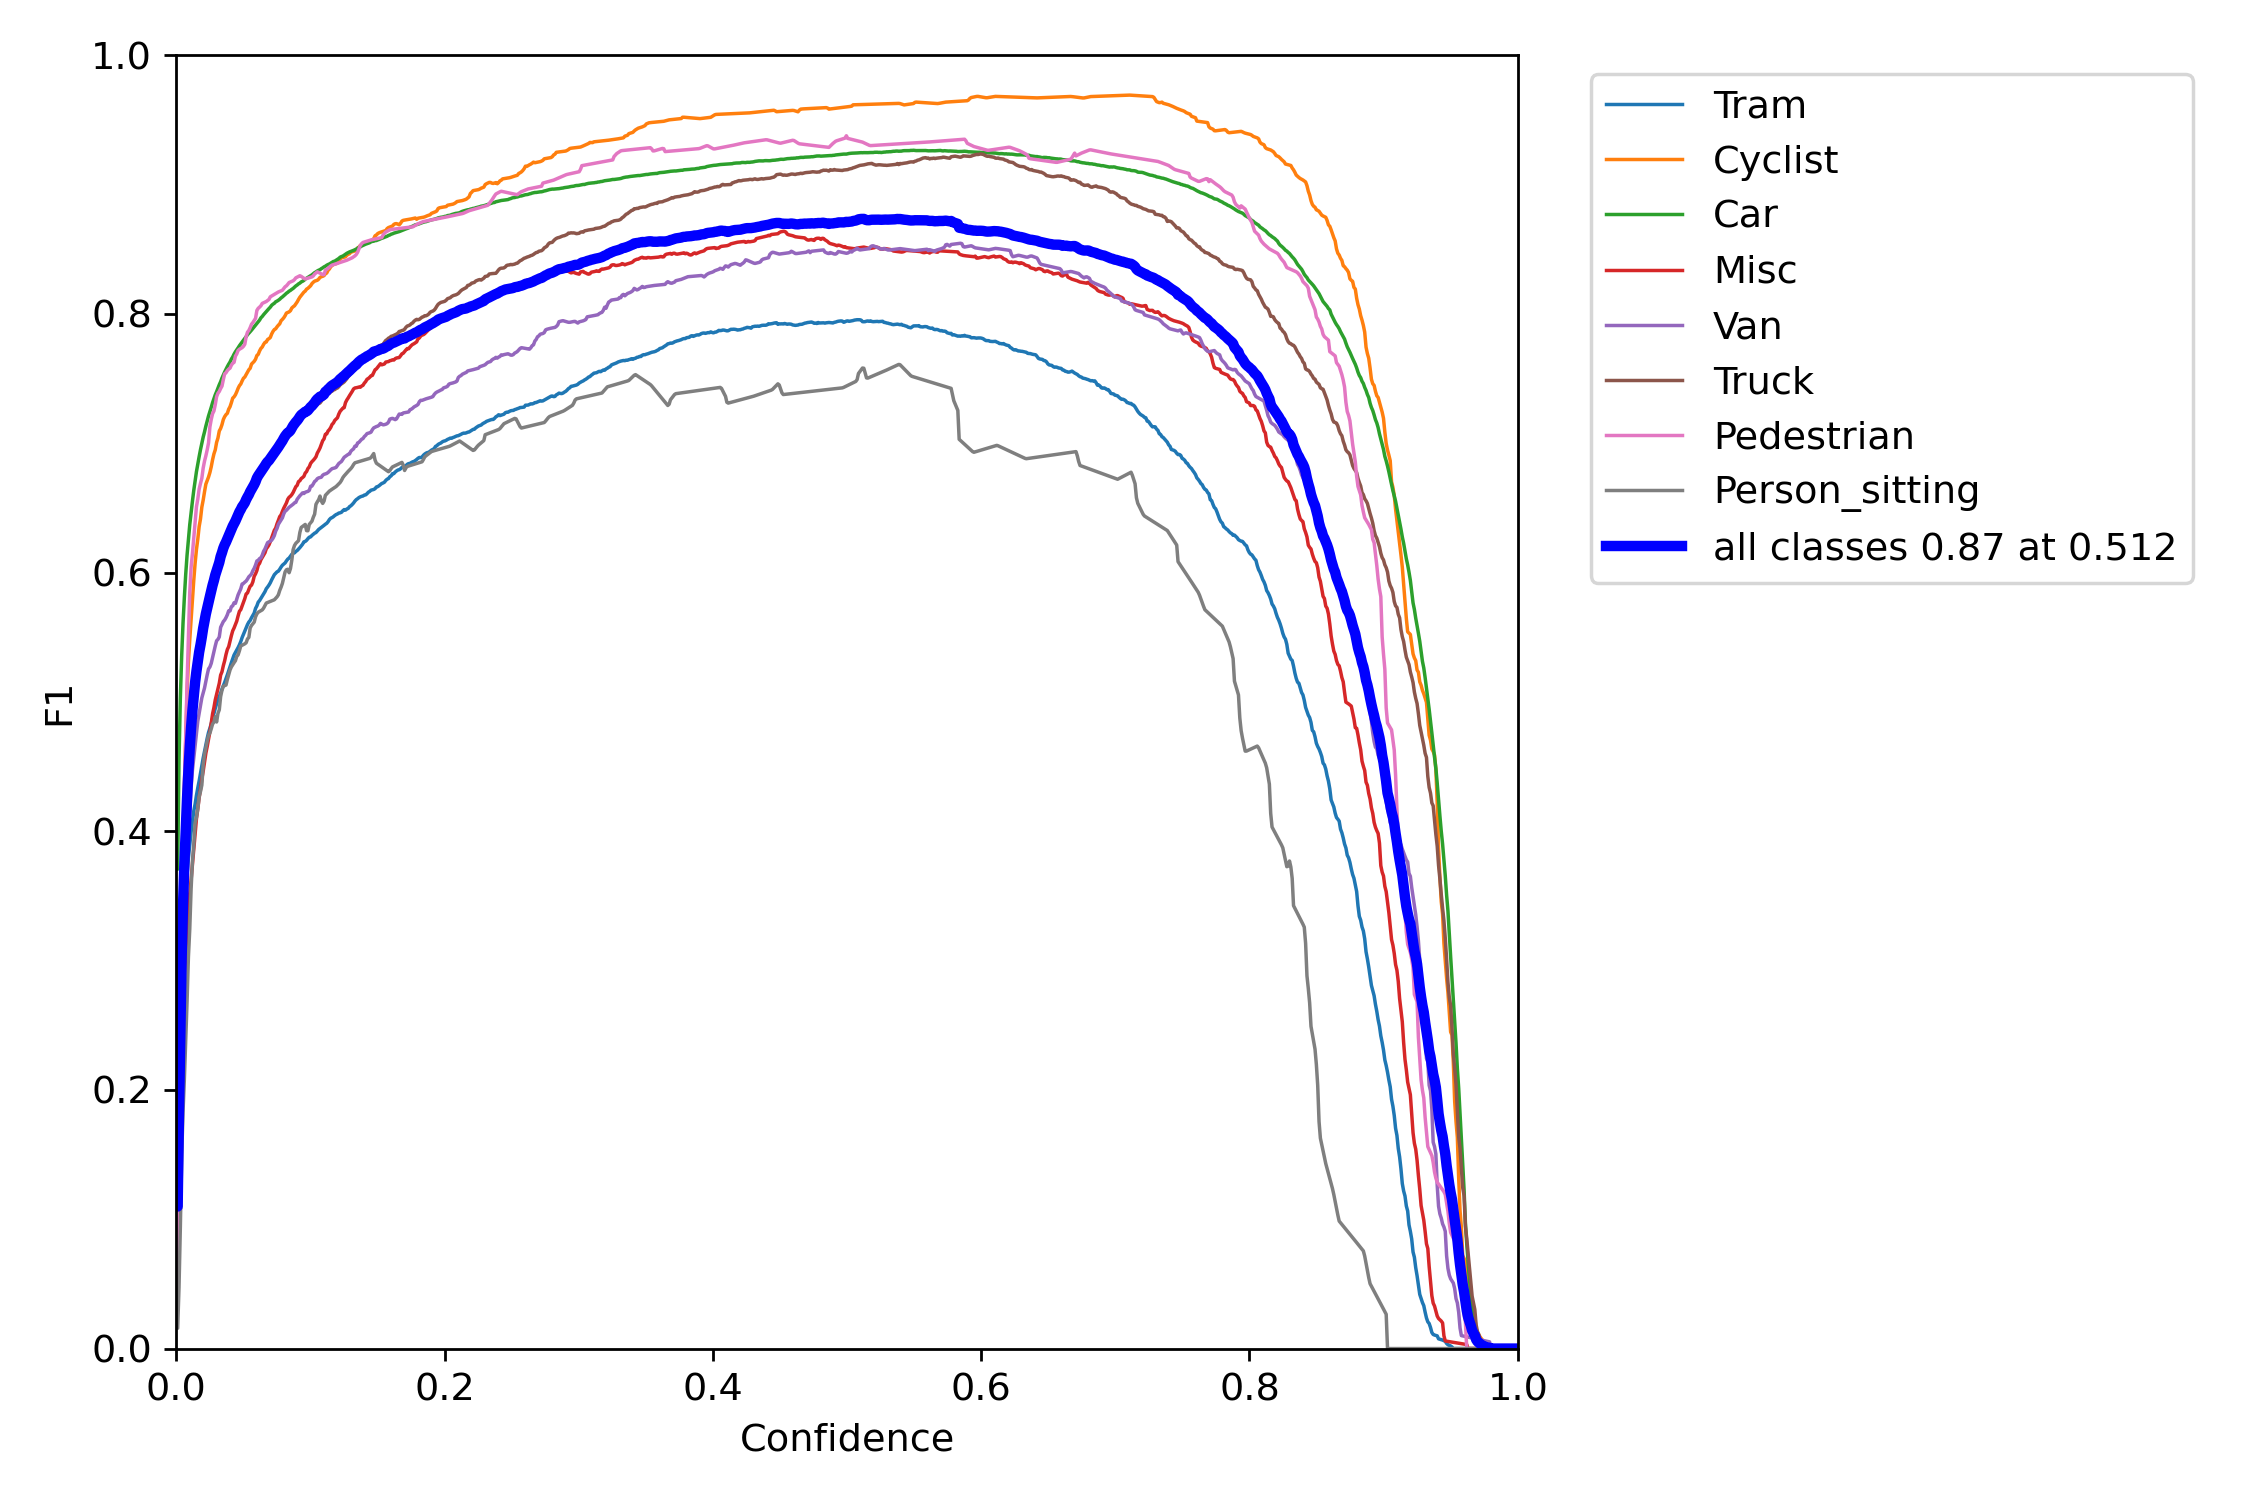 1.0
0.8
0.6
0.4
0.2
0.0
F1
0.0 0.2 0.4 0.6 0.8 1.0
Confidence
Tram
Cyclist
Car
Misc
Van
Truck
Pedestrian
Person_sitting
all classes 0.87 at 0.512